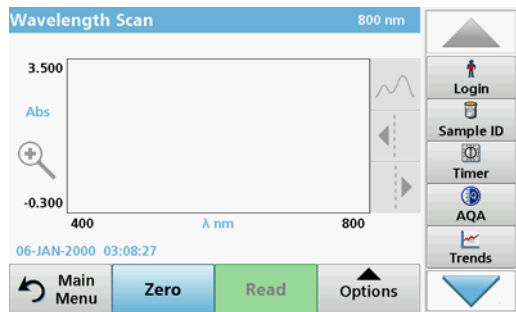 Wavelength Scan
800 nm
3.500
Abs
-0.300
400
λ nm
800
06-JAN-2000 03:08:27
Main
Menu
Zero
Read
Options
Login
Sample ID
Timer
AQA
Trends